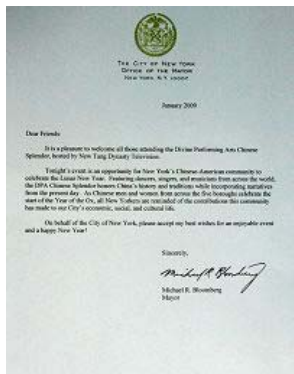 THE CITY OF NEW YORK
OFFICE OF THE MAYOR
NEW YORK, N.Y. 10007
January 2009
Dear Friends:
It is a pleasure to welcome all those attending the Divine Performing Arts Chinese
Splendor, hosted by New Tang Dynasty Television.
Tonight's event is an opportunity for New York's Chinese-American community to
celebrate the Lunar New Year. Featuring dancers, singers, and musicians from across the world,
the DPA Chinese Splendor honors China's history and traditions while incorporating narratives
from the present day. As Chinese men and women from across the five boroughs celebrate the
start of the Year of the Ox, all New Yorkers are reminded of the contributions this community
has made to our City's economic, social, and cultural life.
On behalf of the City of New York, please accept my best wishes for an enjoyable event
and a happy New Year!
Sincerely,
Michael R. Bloomberg
Michael R. Bloomberg
Mayor